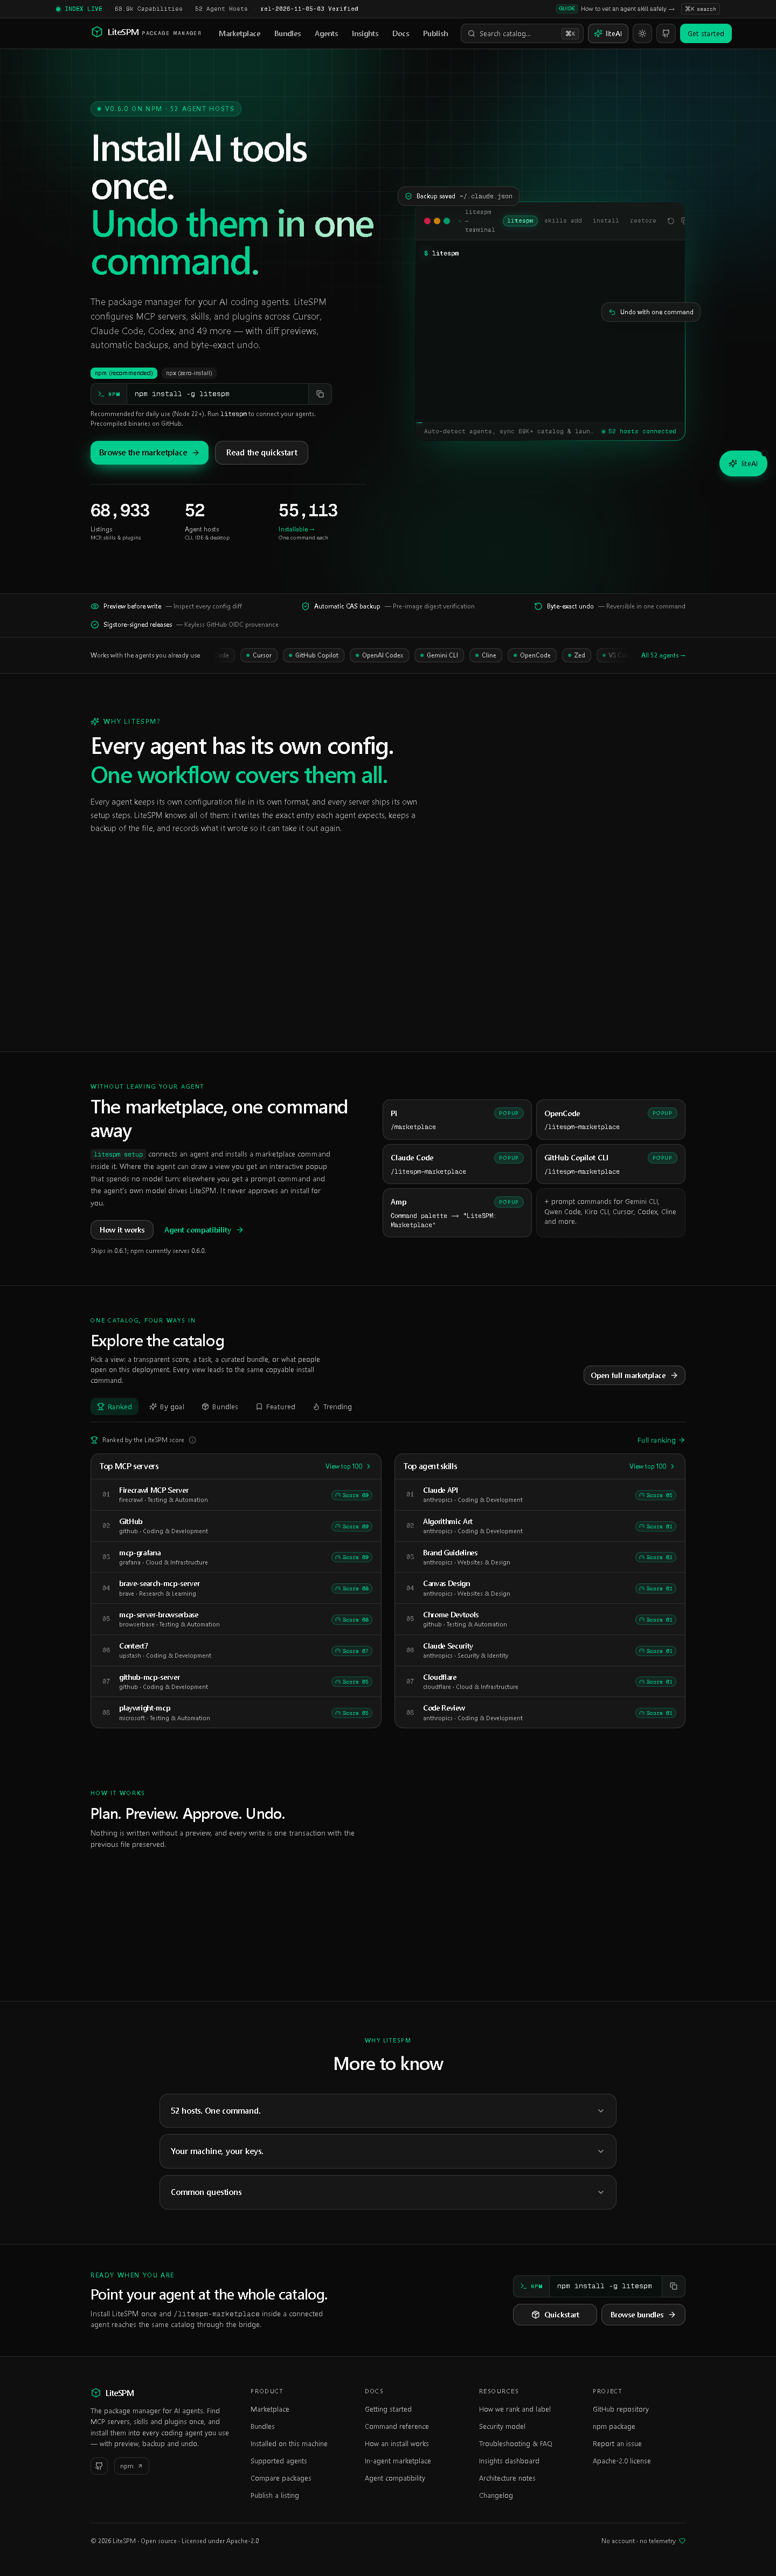 INDEX LIVE 68.9k Capabilities 52 Agent Hosts rel-2026-11-05-03 Verified GUIDE How to vet an agent skill safely → ⌘K search
LiteSPM PACKAGE MANAGER Marketplace Bundles Agents Insights Docs Publish Search catalog... ⌘K liteAI Get started
V0.6.0 ON NPM · 52 AGENT HOSTS
Install AI tools
once.
Undo them in one
command.
The package manager for your AI coding agents. LiteSPM
configures MCP servers, skills, and plugins across Cursor,
Claude Code, Codex, and 49 more — with diff previews,
automatic backups, and byte-exact undo.
npm (recommended) npx (zero-install)
NPM npm install -g litespm
Recommended for daily use (Node 22+). Run litespm to connect your agents.
Precompiled binaries on GitHub.
Browse the marketplace → Read the quickstart
68,933 52 55,113
Listings Agent hosts Installable →
MCP, skills & plugins CLI, IDE & desktop One command each
Backup saved ~/.claude.json
litespm
—
terminal
litespm skills add install restore
$ litespm
Undo with one command
Auto-detect agents, sync 60K+ catalog & laun… 52 hosts connected
liteAI
Preview before write — Inspect every config diff Automatic CAS backup — Pre-image digest verification Byte-exact undo — Reversible in one command
Sigstore-signed releases — Keyless GitHub OIDC provenance
Works with the agents you already use Cursor GitHub Copilot OpenAI Codex Gemini CLI Cline OpenCode Zed All 52 agents →
WHY LITESPM?
Every agent has its own config.
One workflow covers them all.
Every agent keeps its own configuration file in its own format, and every server ships its own
setup steps. LiteSPM knows all of them: it writes the exact entry each agent expects, keeps a
backup of the file, and records what it wrote so it can take it out again.
WITHOUT LEAVING YOUR AGENT
The marketplace, one command
away
litespm setup connects an agent and installs a marketplace command
inside it. Where the agent can draw a view you get an interactive popup
that spends no model turn; elsewhere you get a prompt command and
the agent's own model drives LiteSPM. It never approves an install for
you.
How it works Agent compatibility →
Ships in 0.6.1; npm currently serves 0.6.0.
Pi POPUP
/marketplace
OpenCode POPUP
/litespm-marketplace
Claude Code POPUP
/litespm-marketplace
GitHub Copilot CLI POPUP
/litespm-marketplace
Amp POPUP
Command palette → "LiteSPM:
Marketplace"
+ prompt commands for Gemini CLI,
Qwen Code, Kiro CLI, Cursor, Codex, Cline
and more.
ONE CATALOG, FOUR WAYS IN
Explore the catalog
Pick a view: a transparent score, a task, a curated bundle, or what people
open on this deployment. Every view leads to the same copyable install
command.
Open full marketplace →
Ranked By goal Bundles Featured Trending
Ranked by the LiteSPM score Full ranking →
Top MCP servers View top 100
01 Firecrawl MCP Server
firecrawl · Testing & Automation
Score 89
02 GitHub
github · Coding & Development
Score 89
03 mcp-grafana
grafana · Cloud & Infrastructure
Score 89
04 brave-search-mcp-server
brave · Research & Learning
Score 88
05 mcp-server-browserbase
browserbase · Testing & Automation
Score 88
06 Context7
upstash · Coding & Development
Score 87
07 github-mcp-server
github · Coding & Development
Score
08 playwright-mcp
microsoft · Testing & Automation
Score
Top agent skills View top 100
01 Claude API
anthropics · Coding & Development
Score 81
02 Algorithmic Art
anthropics · Coding & Development
Score 81
03 Brand Guidelines
anthropics · Websites & Design
Score 81
04 Canvas Design
anthropics · Websites & Design
Score 81
05 Chrome Devtools
github · Testing & Automation
Score 81
06 Claude Security
anthropics · Security & Identity
Score 81
07 Cloudflare
cloudflare · Cloud & Infrastructure
Score 81
08 Code Review
anthropics · Coding & Development
Score 81
HOW IT WORKS
Plan. Preview. Approve. Undo.
Nothing is written without a preview, and every write is one transaction with the
previous file preserved.
WHY LITESPM
More to know
52 hosts. One command.
Your machine, your keys.
Common questions
READY WHEN YOU ARE
Point your agent at the whole catalog.
Install LiteSPM once and /litespm-marketplace inside a connected
agent reaches the same catalog through the bridge.
NPM npm install -g litespm
Quickstart Browse bundles →
LiteSPM
The package manager for AI agents. Find
MCP servers, skills and plugins once, and
install them into every coding agent you use
— with preview, backup and undo.
npm ↗
PRODUCT
Marketplace
Bundles
Installed on this machine
Supported agents
Compare packages
Publish a listing
DOCS
Getting started
Command reference
How an install works
In-agent marketplace
Agent compatibility
RESOURCES
How we rank and label
Security model
Troubleshooting & FAQ
Insights dashboard
Architecture notes
Changelog
PROJECT
GitHub repository
npm package
Report an issue
Apache-2.0 license
© 2026 LiteSPM · Open source · Licensed under Apache-2.0 No account · no telemetry